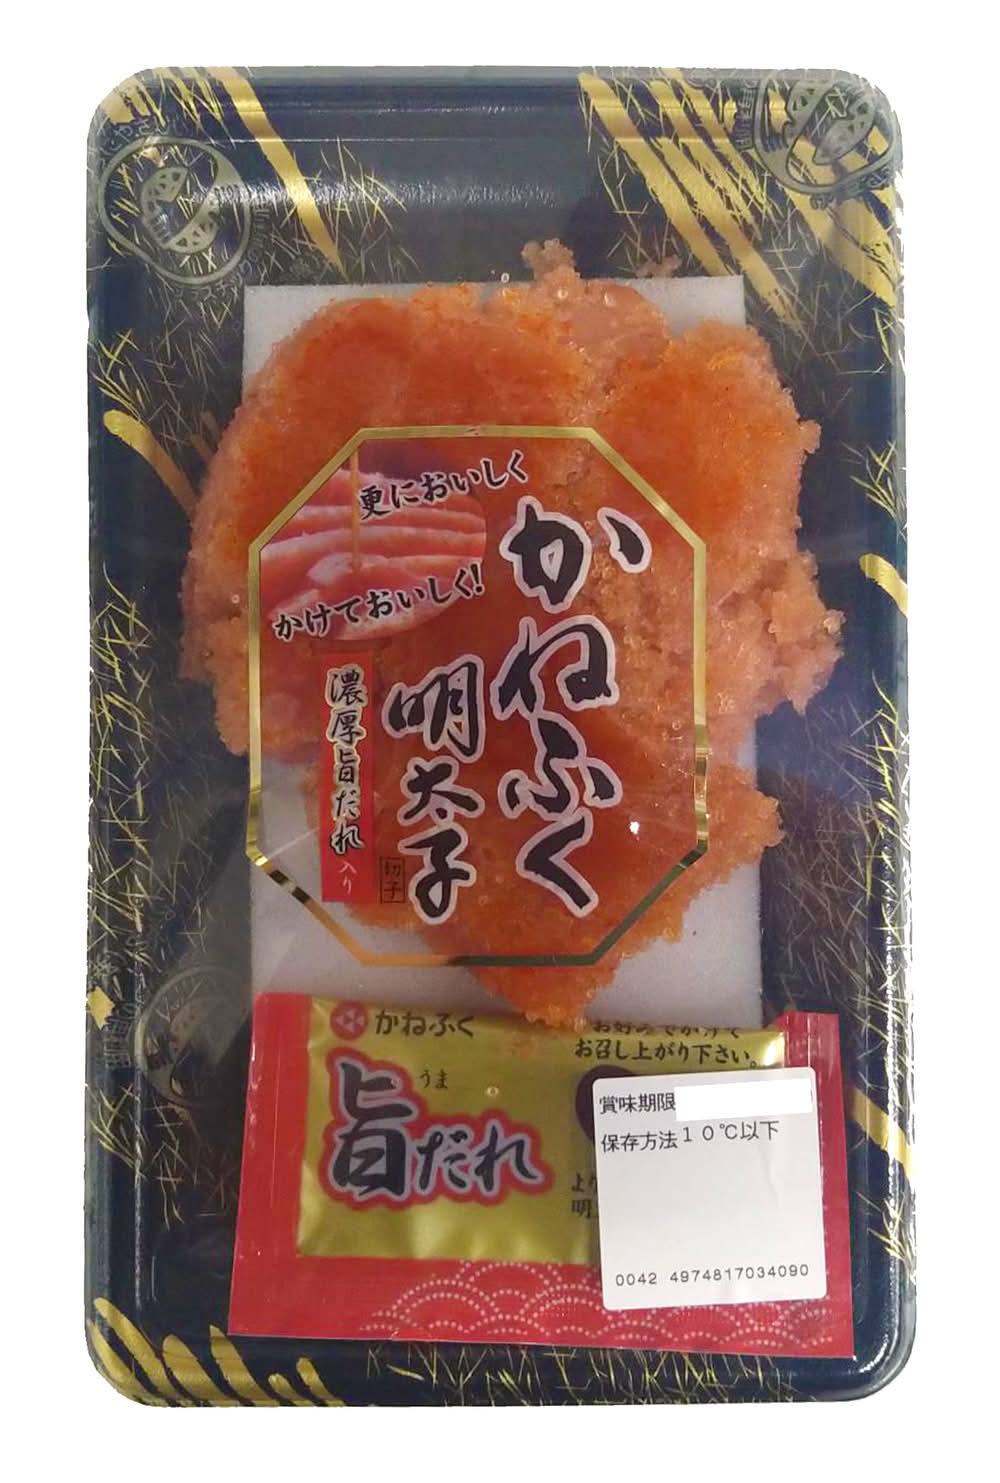 更においしく
かけておいしく!
かねふく
明太子
切子
濃厚旨だれ
入り
かねふく
うま
旨だれ
お好みでかけて
お召し上がり下さい。
賞味期限
保存方法10℃以下
0042 4974817034090